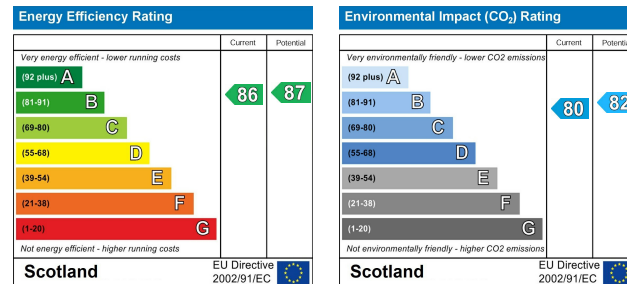 Energy Efficiency Rating
Current Potential
Very energy efficient - lower running costs
(92 plus) A
(81-91) B
86
87
(69-80) C
(55-68) D
(39-54) E
(21-38) F
(1-20) G
Not energy efficient - higher running costs
Scotland
EU Directive
2002/91/EC
Environmental Impact (CO₂) Rating
Current Potential
Very environmentally friendly - lower CO2 emissions
(92 plus) A
(81-91) B
80
82
(69-80) C
(55-68) D
(39-54) E
(21-38) F
(1-20) G
Not environmentally friendly - higher CO2 emissions
Scotland
EU Directive
2002/91/EC